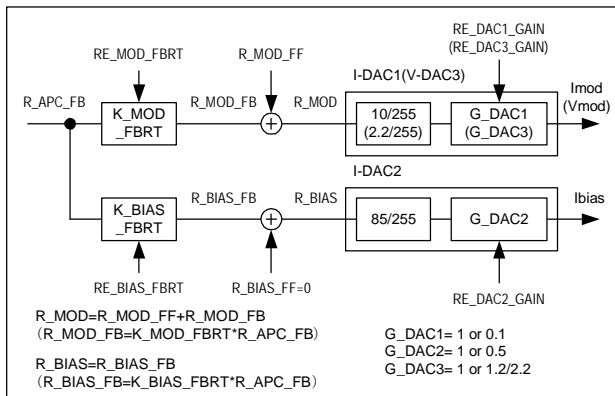 RE_MOD_FBRT
R_MOD_FF
RE_DAC1_GAIN
(RE_DAC3_GAIN)
I-DAC1(V-DAC3)
Imod
(Vmod)
R_APC_FB
K_MOD
_FBRT
R_MOD_FB
R_MOD
10/255
(2.2/255)
G_DAC1
(G_DAC3)
I-DAC2
K_BIAS
_FBRT
R_BIAS_FB
R_BIAS
85/255
G_DAC2
Ibias
RE_BIAS_FBRT
R_BIAS_FF=0
RE_DAC2_GAIN
R_MOD=R_MOD_FF+R_MOD_FB
(R_MOD_FB=K_MOD_FBRT*R_APC_FB)
R_BIAS=R_BIAS_FB
(R_BIAS_FB=K_BIAS_FBRT*R_APC_FB)
G_DAC1= 1 or 0.1
G_DAC2= 1 or 0.5
G_DAC3= 1 or 1.2/2.2